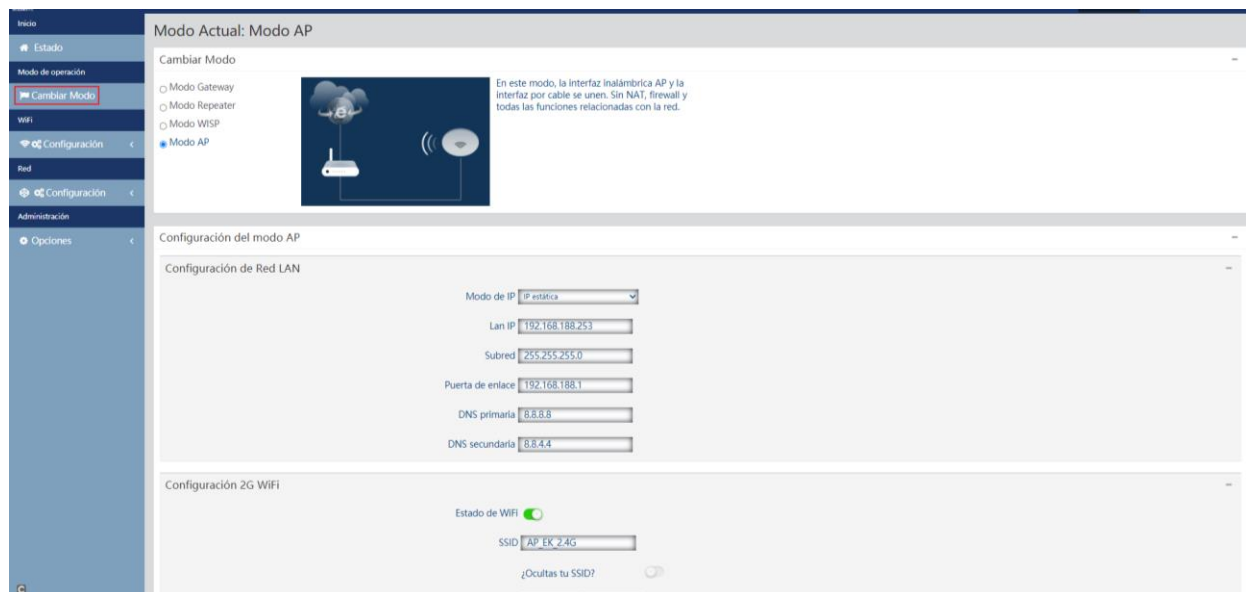 Inicio
Estado
Modo de operación
Cambiar Modo
WiFi
Configuración
Red
Configuración
Administración
Opciones
Modo Actual: Modo AP
Cambiar Modo
Modo Gateway
Modo Repeater
Modo WISP
Modo AP
En este modo, la interfaz inalámbrica AP y la
interfaz por cable se unen. Sin NAT, firewall y
todas las funciones relacionadas con la red.
Configuración del modo AP
Configuración de Red LAN
Modo de IP IP estática
Lan IP 192.168.188.253
Subred 255.255.255.0
Puerta de enlace 192.168.188.1
DNS primaria 8.8.8.8
DNS secundaria 8.8.4.4
Configuración 2G WiFi
Estado de WiFi
SSID AP_EK_2.4G
¿Ocultas tu SSID?